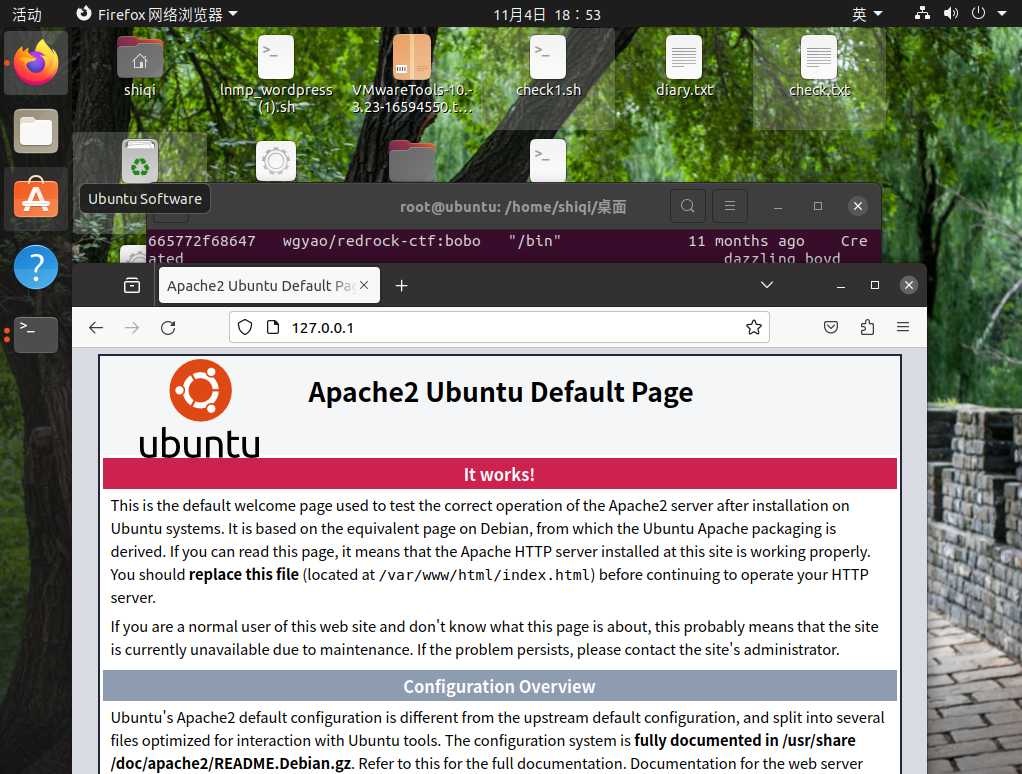 活动
Firefox 网络浏览器
11月4日 18：53
英
shiqi
lnmp_wordpress
(1).sh
VMwareTools-10.-
3.23-16594550.t…
check1.sh
diary.txt
check.txt
Ubuntu Software
root@ubuntu: /home/shiqi/桌面
665772f68647 wgyao/redrock-ctf:bobo "/bin" 11 months ago Cre
ated dazzling_boyd
Apache2 Ubuntu Default Pa
127.0.0.1
ubuntu
Apache2 Ubuntu Default Page
It works!
This is the default welcome page used to test the correct operation of the Apache2 server after installation on
Ubuntu systems. It is based on the equivalent page on Debian, from which the Ubuntu Apache packaging is
derived. If you can read this page, it means that the Apache HTTP server installed at this site is working properly.
You should replace this file (located at /var/www/html/index.html) before continuing to operate your HTTP
server.
If you are a normal user of this web site and don't know what this page is about, this probably means that the site
is currently unavailable due to maintenance. If the problem persists, please contact the site's administrator.
Configuration Overview
Ubuntu's Apache2 default configuration is different from the upstream default configuration, and split into several
files optimized for interaction with Ubuntu tools. The configuration system is fully documented in /usr/share
/doc/apache2/README.Debian.gz. Refer to this for the full documentation. Documentation for the web server